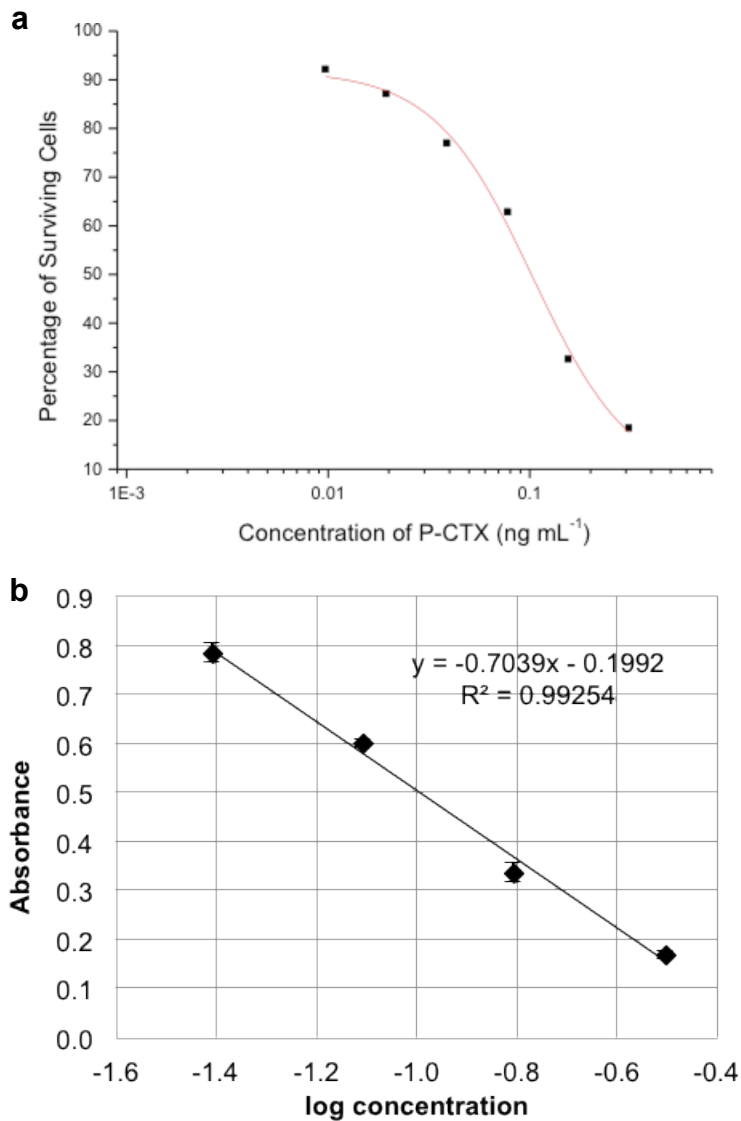 a
100
90
80
70
60
50
40
30
20
10
Percentage of Surviving Cells
1E-3 0.01 0.1
Concentration of P-CTX (ng mL⁻¹)
b
0.9
0.8
0.7
0.6
0.5
0.4
0.3
0.2
0.1
0.0
Absorbance
y = -0.7039x - 0.1992
R² = 0.99254
-1.6 -1.4 -1.2 -1.0 -0.8 -0.6 -0.4
log concentration